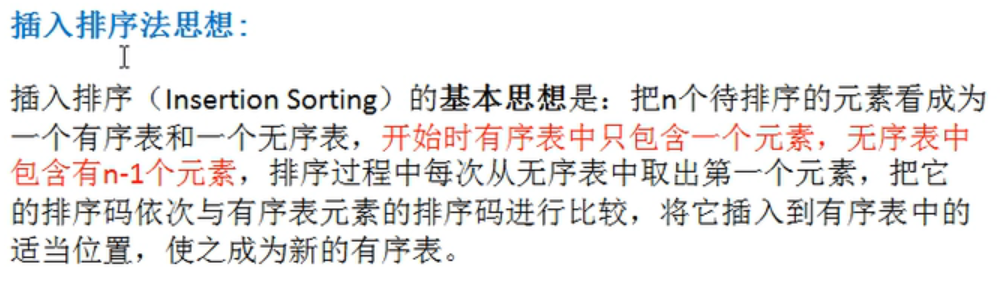 插入排序法思想:
插入排序（Insertion Sorting）的基本思想是：把n个待排序的元素看成为
一个有序表和一个无序表，开始时有序表中只包含一个元素，无序表中
包含有n-1个元素，排序过程中每次从无序表中取出第一个元素，把它
的排序码依次与有序表元素的排序码进行比较，将它插入到有序表中的
适当位置，使之成为新的有序表。